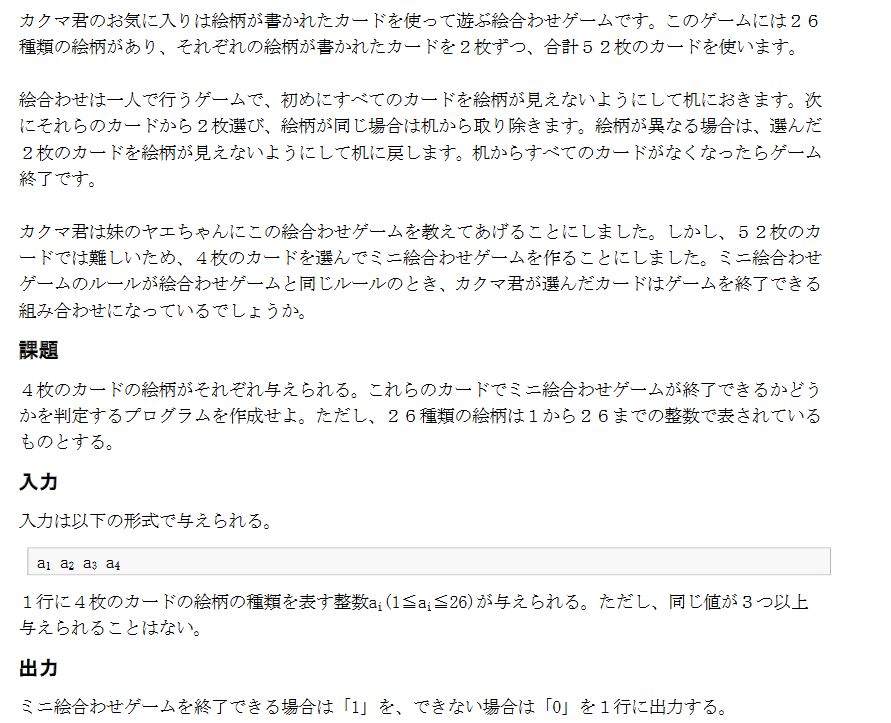 カクマ君のお気に入りは絵柄が書かれたカードを使って遊ぶ絵合わせゲームです。このゲームには２６
種類の絵柄があり、それぞれの絵柄が書かれたカードを２枚ずつ、合計５２枚のカードを使います。
絵合わせは一人で行うゲームで、初めにすべてのカードを絵柄が見えないようにして机におきます。次
にそれらのカードから２枚選び、絵柄が同じ場合は机から取り除きます。絵柄が異なる場合は、選んだ
２枚のカードを絵柄が見えないようにして机に戻します。机からすべてのカードがなくなったらゲーム
終了です。
カクマ君は妹のヤエちゃんにこの絵合わせゲームを教えてあげることにしました。しかし、５２枚のカ
ードでは難しいため、４枚のカードを選んでミニ絵合わせゲームを作ることにしました。ミニ絵合わせ
ゲームのルールが絵合わせゲームと同じルールのとき、カクマ君が選んだカードはゲームを終了できる
組み合わせになっているでしょうか。
課題
４枚のカードの絵柄がそれぞれ与えられる。これらのカードでミニ絵合わせゲームが終了できるかどう
かを判定するプログラムを作成せよ。ただし、２６種類の絵柄は１から２６までの整数で表されている
ものとする。
入力
入力は以下の形式で与えられる。
a1 a2 a3 a4
１行に４枚のカードの絵柄の種類を表す整数ai(1≦ai≦26)が与えられる。ただし、同じ値が３つ以上
与えられることはない。
出力
ミニ絵合わせゲームを終了できる場合は「1」を、できない場合は「0」を１行に出力する。